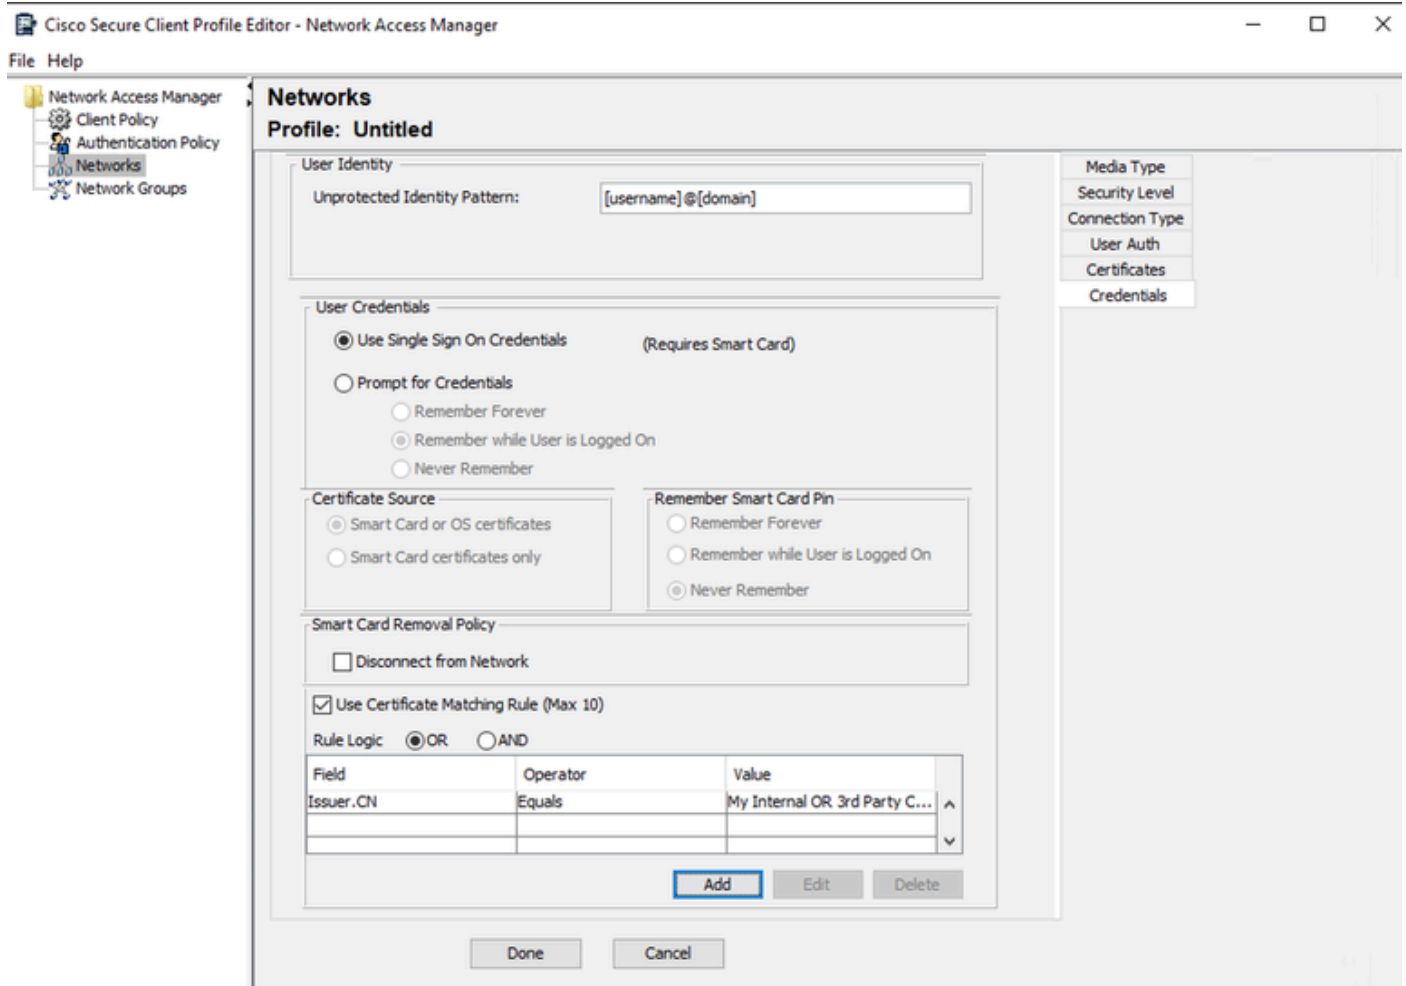 Cisco Secure Client Profile Editor - Network Access Manager
File Help
Network Access Manager
Client Policy
Authentication Policy
Networks
Network Groups
Networks
Profile: Untitled
User Identity
Unprotected Identity Pattern: [username]@[domain]
User Credentials
Use Single Sign On Credentials (Requires Smart Card)
Prompt for Credentials
Remember Forever
Remember while User is Logged On
Never Remember
Certificate Source
Smart Card or OS certificates
Smart Card certificates only
Remember Smart Card Pin
Remember Forever
Remember while User is Logged On
Never Remember
Smart Card Removal Policy
Disconnect from Network
Use Certificate Matching Rule (Max 10)
Rule Logic OR AND
Field Operator Value
Issuer.CN Equals My Internal OR 3rd Party C...
Add Edit Delete
Done Cancel
Media Type
Security Level
Connection Type
User Auth
Certificates
Credentials